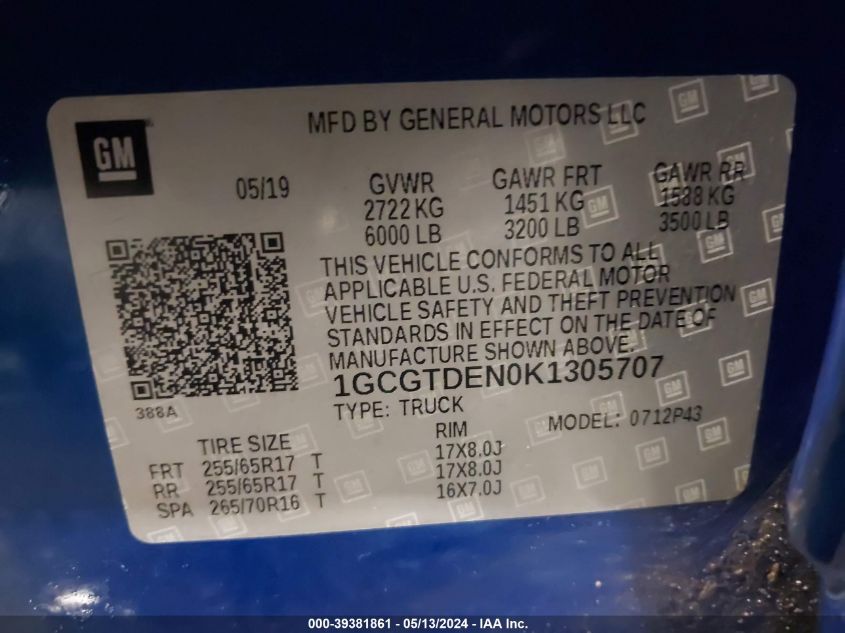 GM
MFD BY GENERAL MOTORS LLC
05/19
GVWR GAWR FRT GAWR RR
2722 KG 1451 KG 1588 KG
6000 LB 3200 LB 3500 LB
THIS VEHICLE CONFORMS TO ALL
APPLICABLE U.S. FEDERAL MOTOR
VEHICLE SAFETY AND THEFT PREVENTION
STANDARDS IN EFFECT ON THE DATE OF
MANUFACTURE SHOWN ABOVE.
1GCGTDEN0K1305707
388A
TYPE: TRUCK MODEL: 0712P43
TIRE SIZE RIM
FRT 255/65R17 T 17X8.0J
RR 255/65R17 T 17X8.0J
SPA 265/70R16 T 16X7.0J
000-39381861 - 05/13/2024 - IAA Inc.